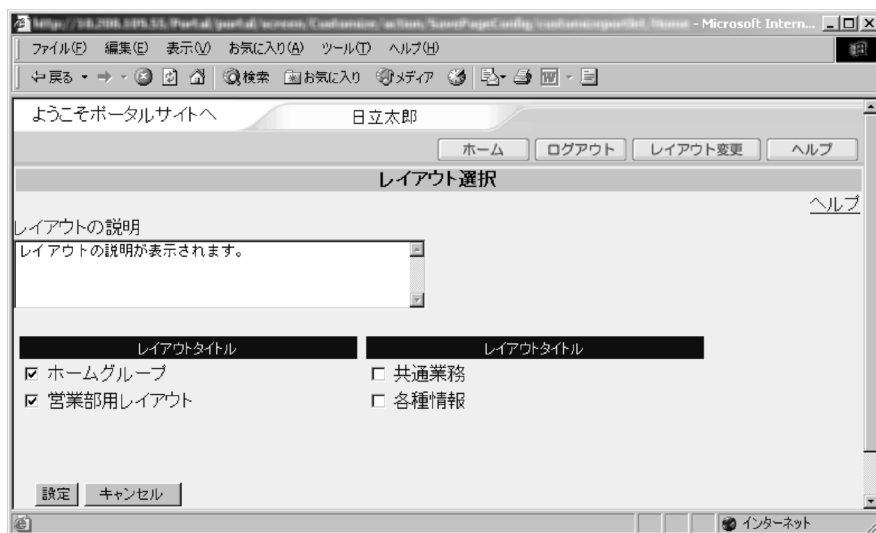 - Microsoft Intern...
ファイル(F) 編集(E) 表示(V) お気に入り(A) ツール(T) ヘルプ(H)
戻る 検索 お気に入り メディア
ようこそポータルサイトへ 日立太郎
ホーム ログアウト レイアウト変更 ヘルプ
レイアウト選択
ヘルプ
レイアウトの説明
レイアウトの説明が表示されます。
レイアウトタイトル レイアウトタイトル
ホームグループ 共通業務
営業部用レイアウト 各種情報
設定 キャンセル
インターネット